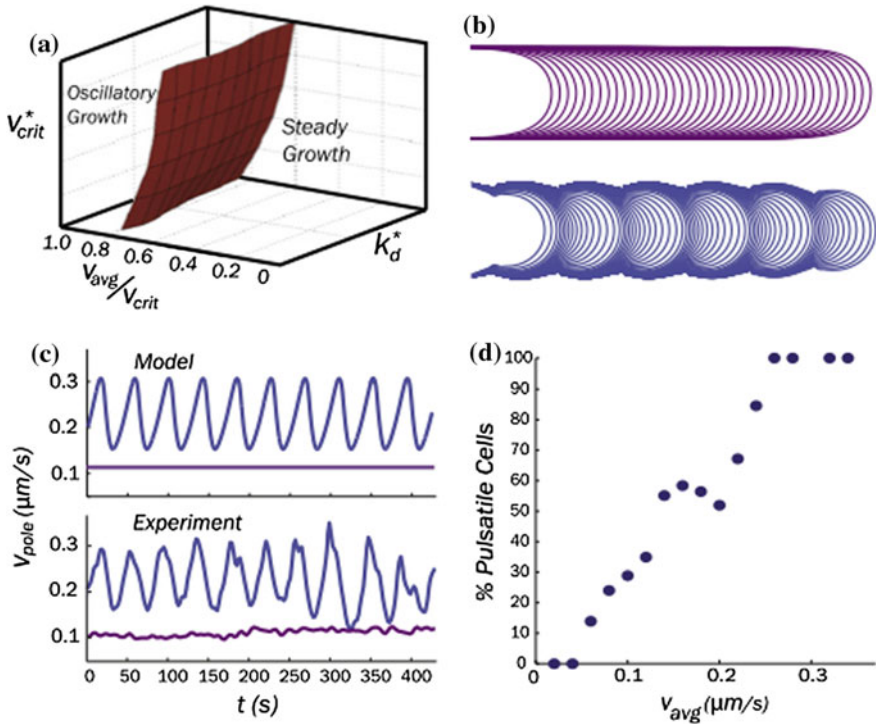 (a)
Oscillatory
Growth
Steady
Growth
v*crit
1.0 0.8 0.6 0.4 0.2 0
vavg/vcrit
k*d
(b)
(c)
Model
0.3
0.2
0.1
vpole (μm/s)
Experiment
0.3
0.2
0.1
0 50 100 150 200 250 300 350 400
t (s)
(d)
100
90
80
70
60
50
40
30
20
10
0
% Pulsatile Cells
0 0.1 0.2 0.3
vavg (μm/s)